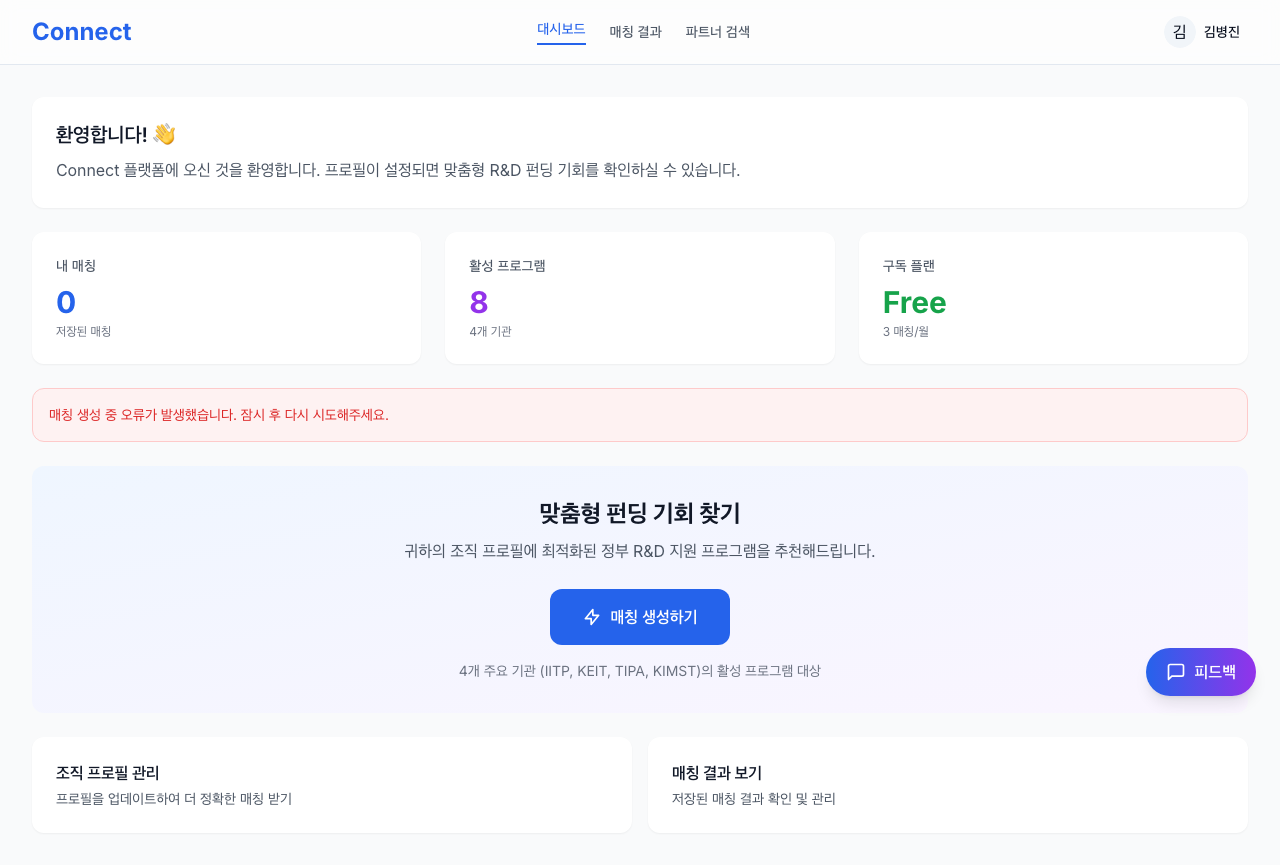 Connect
대시보드
매칭 결과
파트너 검색
김
김병진
환영합니다! 👋
Connect 플랫폼에 오신 것을 환영합니다. 프로필이 설정되면 맞춤형 R&D 펀딩 기회를 확인하실 수 있습니다.
내 매칭
0
저장된 매칭
활성 프로그램
8
4개 기관
구독 플랜
Free
3 매칭/월
매칭 생성 중 오류가 발생했습니다. 잠시 후 다시 시도해주세요.
맞춤형 펀딩 기회 찾기
귀하의 조직 프로필에 최적화된 정부 R&D 지원 프로그램을 추천해드립니다.
매칭 생성하기
4개 주요 기관 (IITP, KEIT, TIPA, KIMST)의 활성 프로그램 대상
피드백
조직 프로필 관리
프로필을 업데이트하여 더 정확한 매칭 받기
매칭 결과 보기
저장된 매칭 결과 확인 및 관리